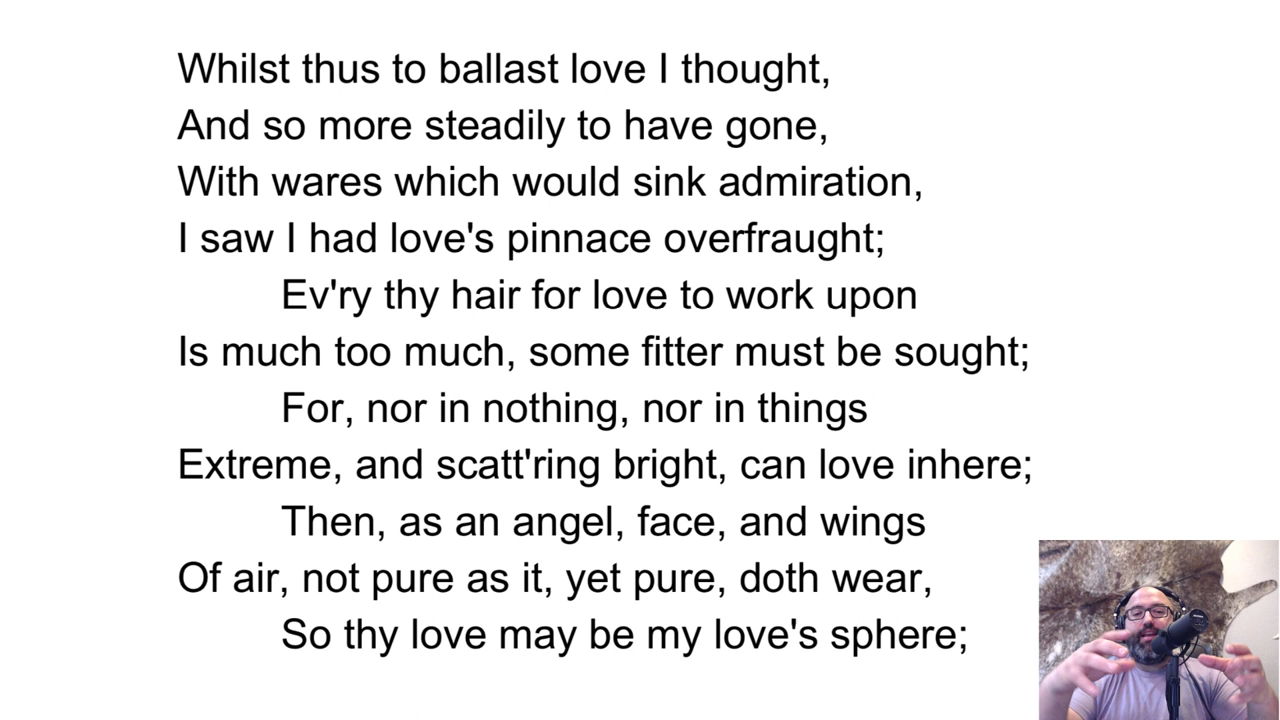 Whilst thus to ballast love I thought,
And so more steadily to have gone,
With wares which would sink admiration,
I saw I had love's pinnace overfraught;
Ev'ry thy hair for love to work upon
Is much too much, some fitter must be sought;
For, nor in nothing, nor in things
Extreme, and scatt'ring bright, can love inhere;
Then, as an angel, face, and wings
Of air, not pure as it, yet pure, doth wear,
So thy love may be my love's sphere;